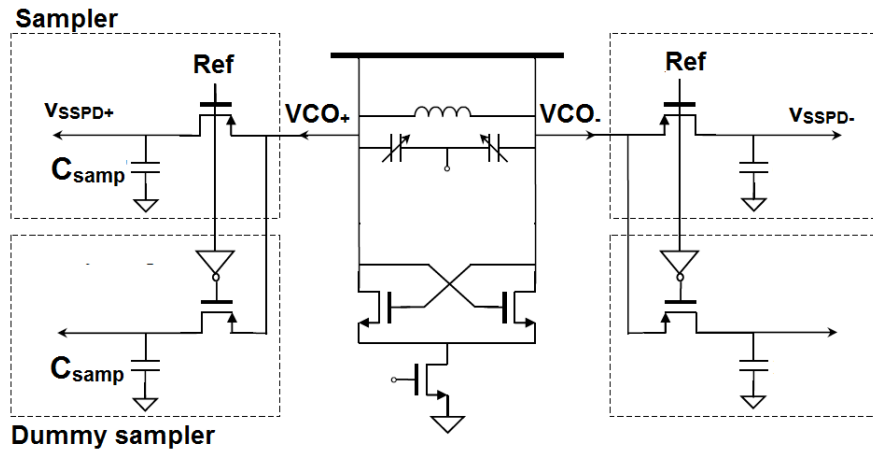 Sampler
Ref
Ref
VSSPD+
VCO+
VCO-
VSSPD-
Csamp
Csamp
Dummy sampler